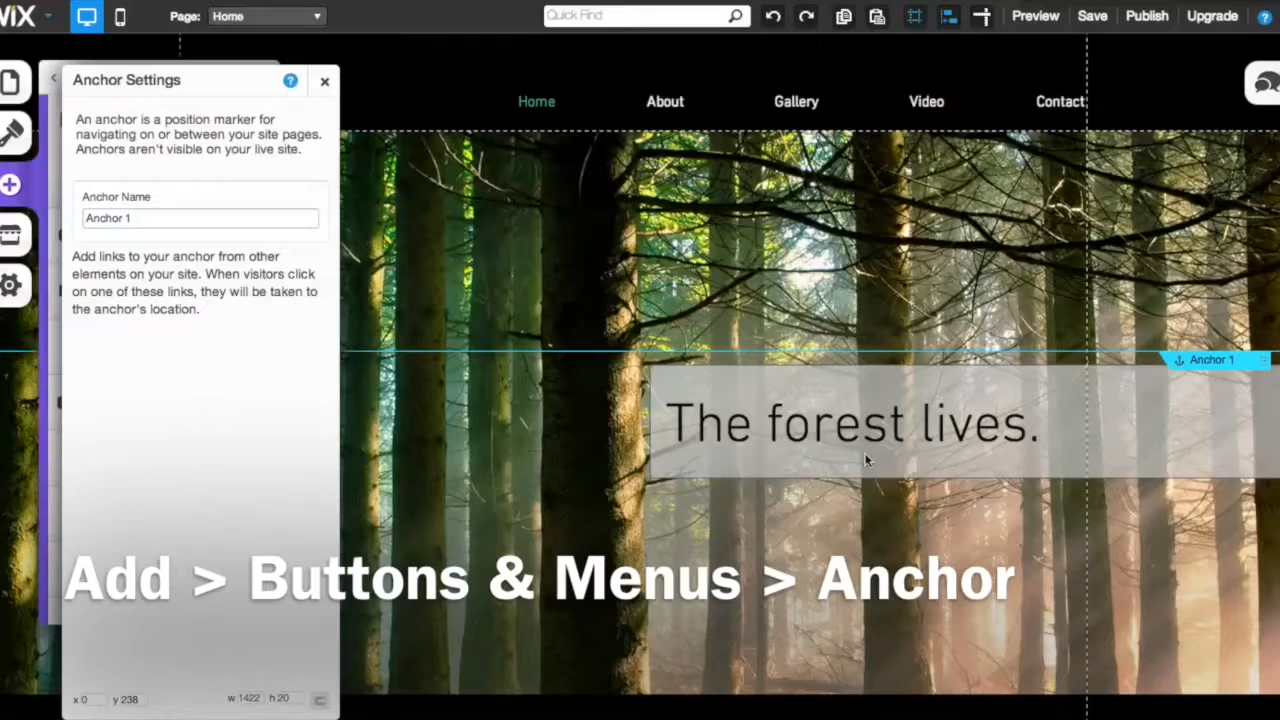 WIX
Page: Home
Quick Find
Preview
Save
Publish
Upgrade
?
Anchor Settings
?
An anchor is a position marker for
navigating on or between your site pages.
Anchors aren't visible on your live site.
Anchor Name
Anchor 1
Add links to your anchor from other
elements on your site. When visitors click
on one of these links, they will be taken to
the anchor's location.
Home
About
Gallery
Video
Contact
Anchor 1
The forest lives.
Add > Buttons & Menus > Anchor
x 0
y 238
w 1422
h 20